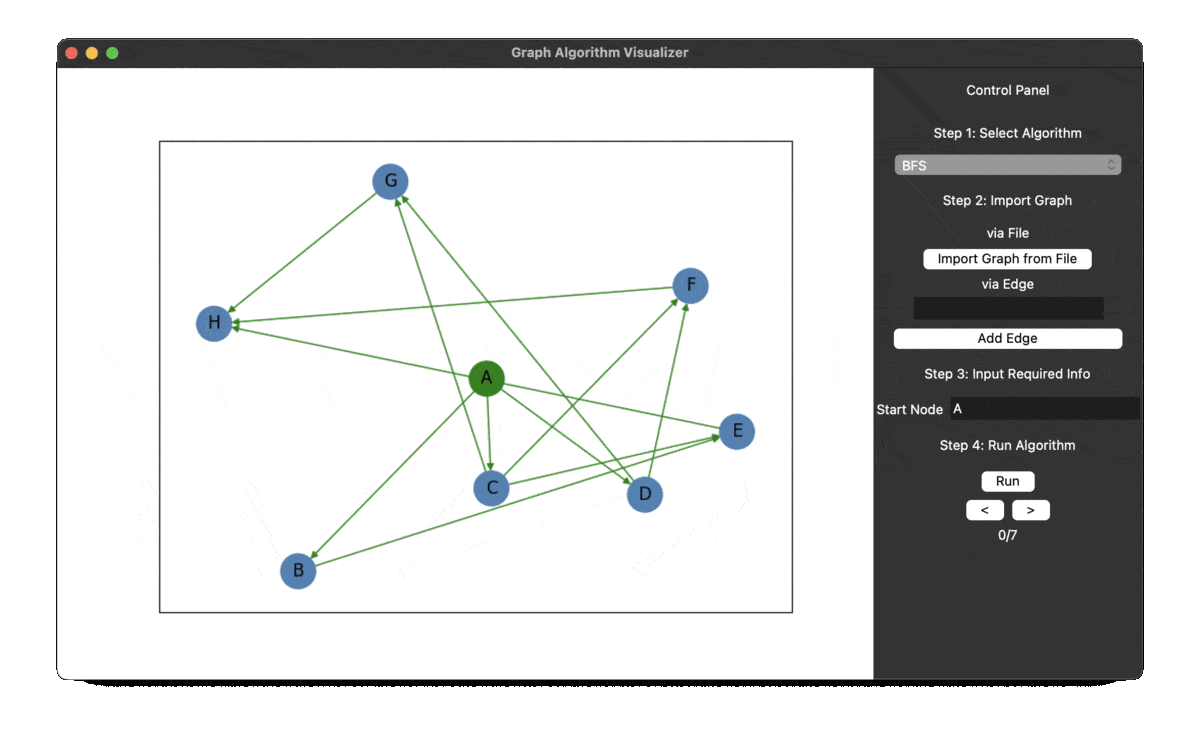 Graph Algorithm Visualizer
G
F
H
A
E
C
D
B
Control Panel
Step 1: Select Algorithm
BFS
Step 2: Import Graph
via File
Import Graph from File
via Edge
Add Edge
Step 3: Input Required Info
Start Node A
Step 4: Run Algorithm
Run
< >
0/7